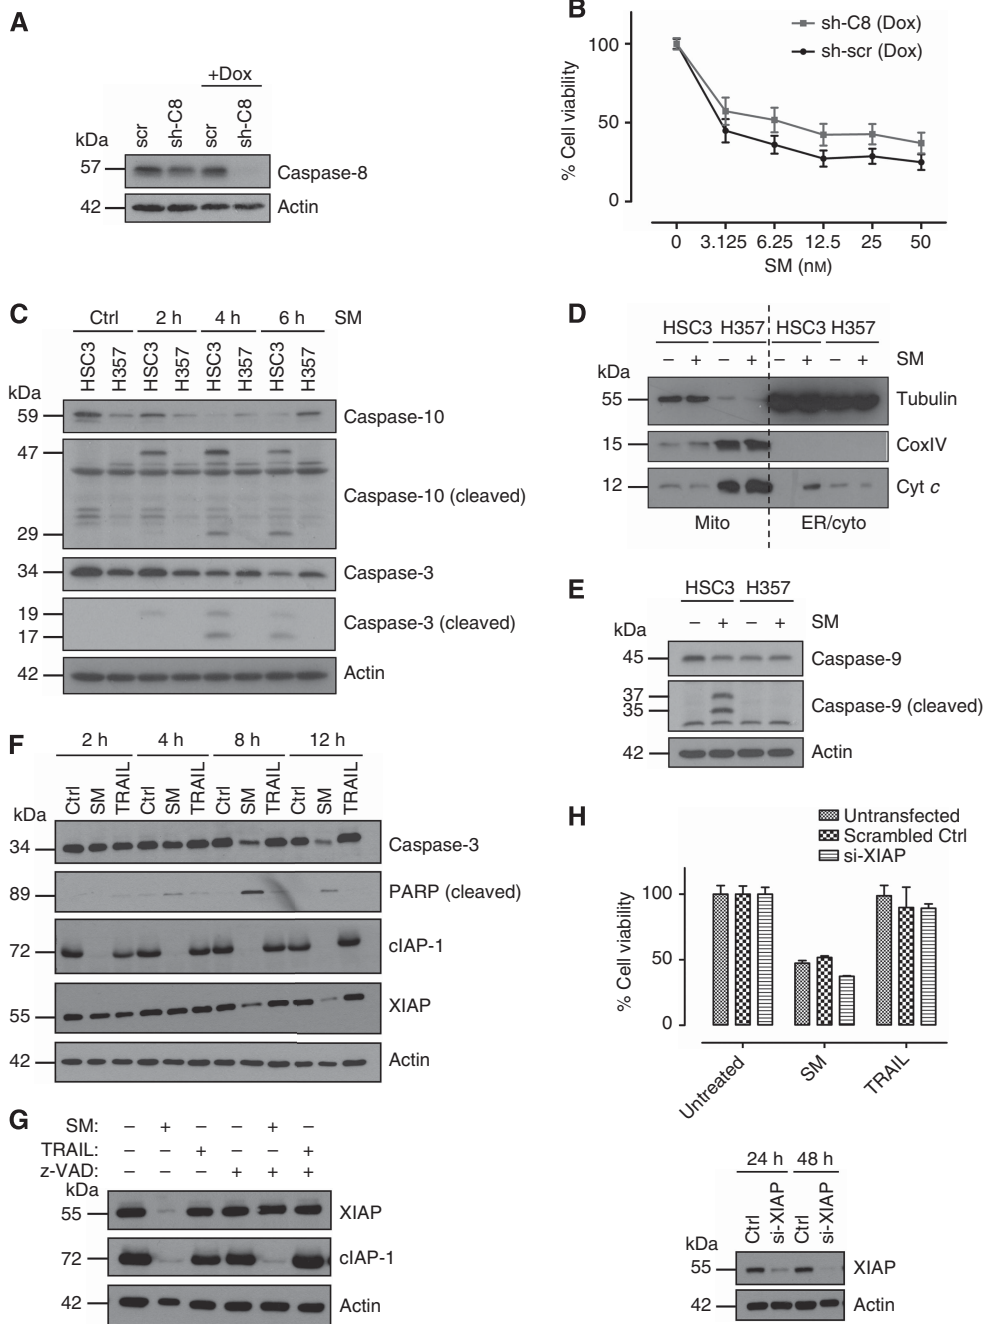 A
+Dox
scr
sh-C8
scr
sh-C8
kDa
57
Caspase-8
42
Actin
B
sh-C8 (Dox)
sh-scr (Dox)
% Cell viability
100
50
0
0 3.125 6.25 12.5 25 50
SM (nM)
C
Ctrl 2 h 4 h 6 h SM
HSC3 H357 HSC3 H357 HSC3 H357 HSC3 H357
kDa
59 Caspase-10
47
Caspase-10 (cleaved)
29
34 Caspase-3
19
Caspase-3 (cleaved)
17
42 Actin
D
HSC3 H357 HSC3 H357
– + – + – + – + SM
kDa
55 Tubulin
15 CoxIV
12 Cyt c
Mito ER/cyto
E
HSC3 H357
– + – + SM
kDa
45 Caspase-9
37
35 Caspase-9 (cleaved)
42 Actin
F
2 h 4 h 8 h 12 h
Ctrl SM TRAIL Ctrl SM TRAIL Ctrl SM TRAIL Ctrl SM TRAIL
kDa
34 Caspase-3
89 PARP (cleaved)
72 cIAP-1
55 XIAP
42 Actin
G
SM: – + – – + –
TRAIL: – – + – – +
z-VAD: – – – + + +
kDa
55 XIAP
72 cIAP-1
42 Actin
H
Untransfected
Scrambled Ctrl
si-XIAP
% Cell viability
100
50
0
Untreated
SM
TRAIL
24 h 48 h
Ctrl si-XIAP Ctrl si-XIAP
kDa
55 XIAP
42 Actin